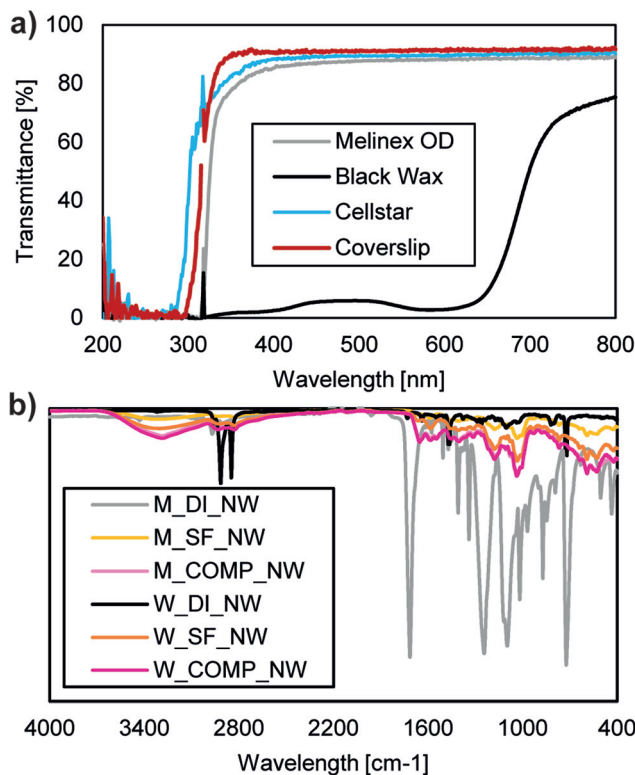 a)
100
80
60
40
20
0
Transmittance [%]
Melinex OD
Black Wax
Cellstar
Coverslip
200 300 400 500 600 700 800
Wavelength [nm]
b)
M_DI_NW
M_SF_NW
M_COMP_NW
W_DI_NW
W_SF_NW
W_COMP_NW
4000 3400 2800 2200 1600 1000 400
Wavelength [cm-1]